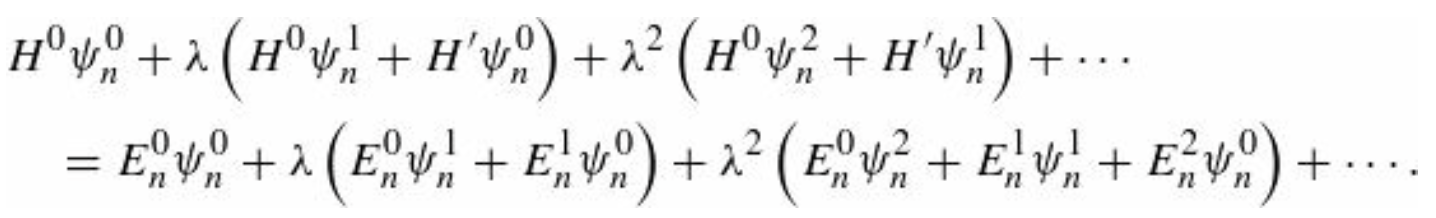 H⁰ψₙ⁰ + λ(H⁰ψₙ¹ + H′ψₙ⁰) + λ²(H⁰ψₙ² + H′ψₙ¹) + ⋯
= Eₙ⁰ψₙ⁰ + λ(Eₙ⁰ψₙ¹ + Eₙ¹ψₙ⁰) + λ²(Eₙ⁰ψₙ² + Eₙ¹ψₙ¹ + Eₙ²ψₙ⁰) + ⋯.